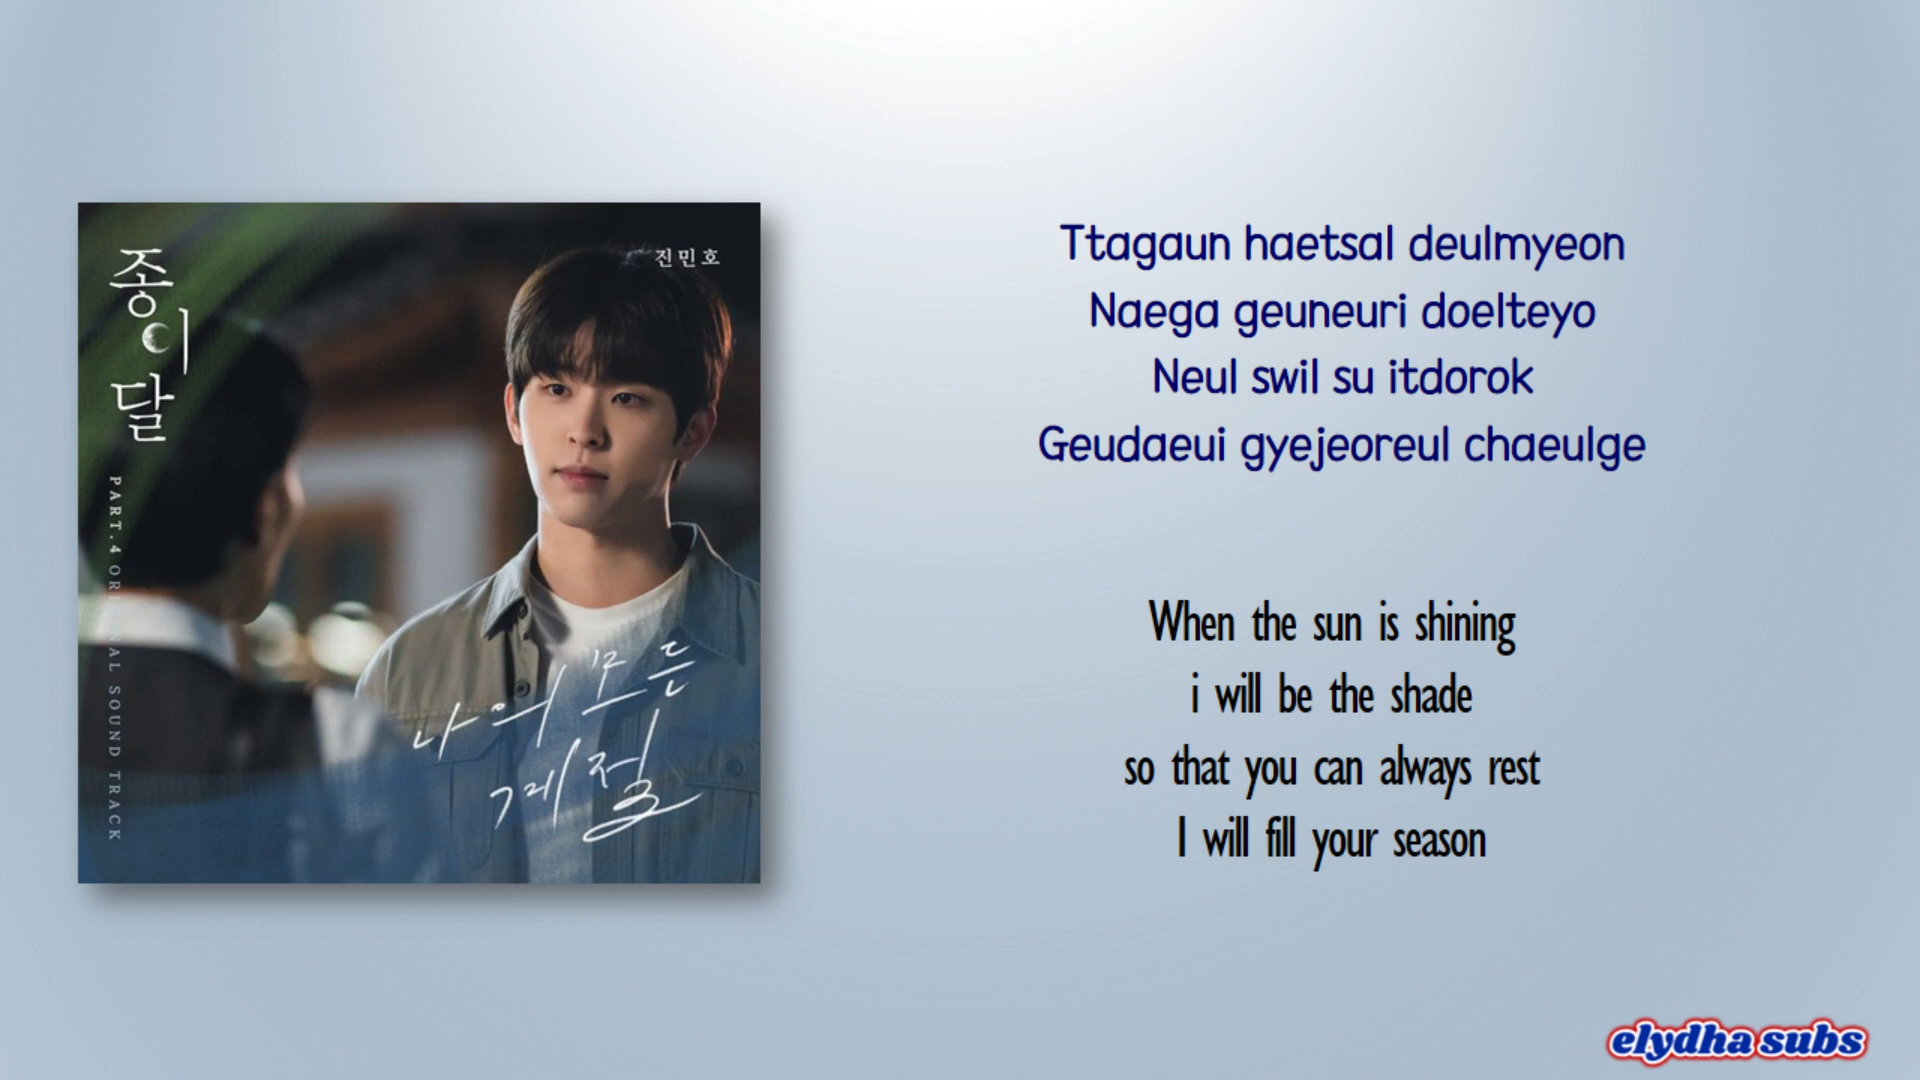 종이달
PART.4 ORIGINAL SOUND TRACK
진민호
나의 모든
계절
Ttagaun haetsal deulmyeon
Naega geuneuri doelteyo
Neul swil su itdorok
Geudaeui gyejeoreul chaeulge
When the sun is shining
i will be the shade
so that you can always rest
I will fill your season
elydha subs